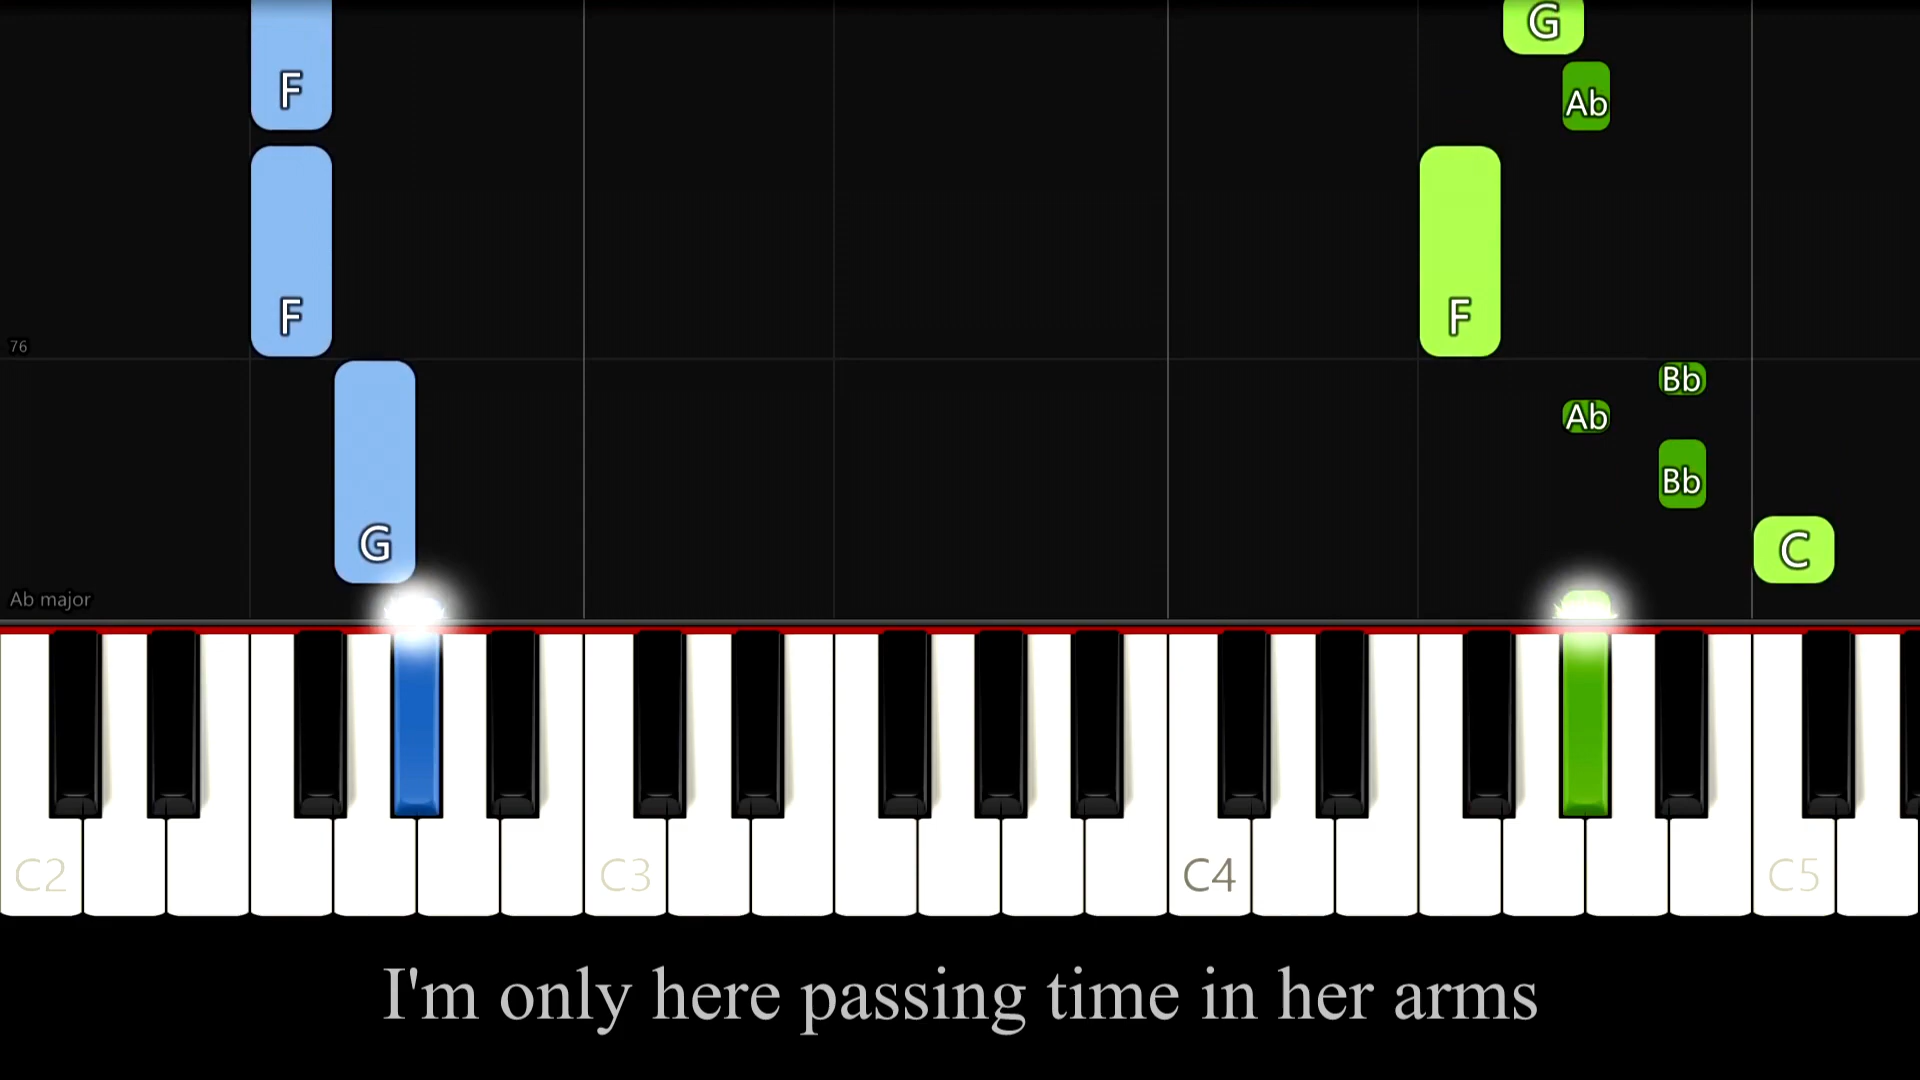 G
F
Ab
F
F
76
Bb
Ab
Bb
G
C
Ab major
C2
C3
C4
C5
I'm only here passing time in her arms